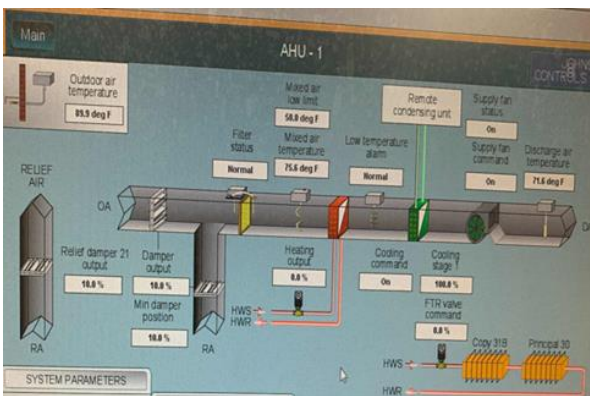 Main
AHU - 1
JOHNS
CONTROLS
Outdoor air
temperature
89.9 deg F
Mixed air
low limit
50.0 deg F
Remote
condensing unit
Supply fan
status
On
Filter
status
Normal
Mixed air
temperature
75.6 deg F
Low temperature
alarm
Normal
Supply fan
command
On
Discharge air
temperature
71.6 deg F
RELIEF
AIR
OA
Relief damper 21
output
10.0 %
Damper
output
10.0 %
Heating
output
0.0 %
Cooling
command
On
Cooling
stage 1
100.0 %
Min damper
position
10.0 %
HWS
HWR
FTR valve
command
0.0 %
RA
RA
Copy 31B
Principal 30
HWS
HWR
SYSTEM PARAMETERS